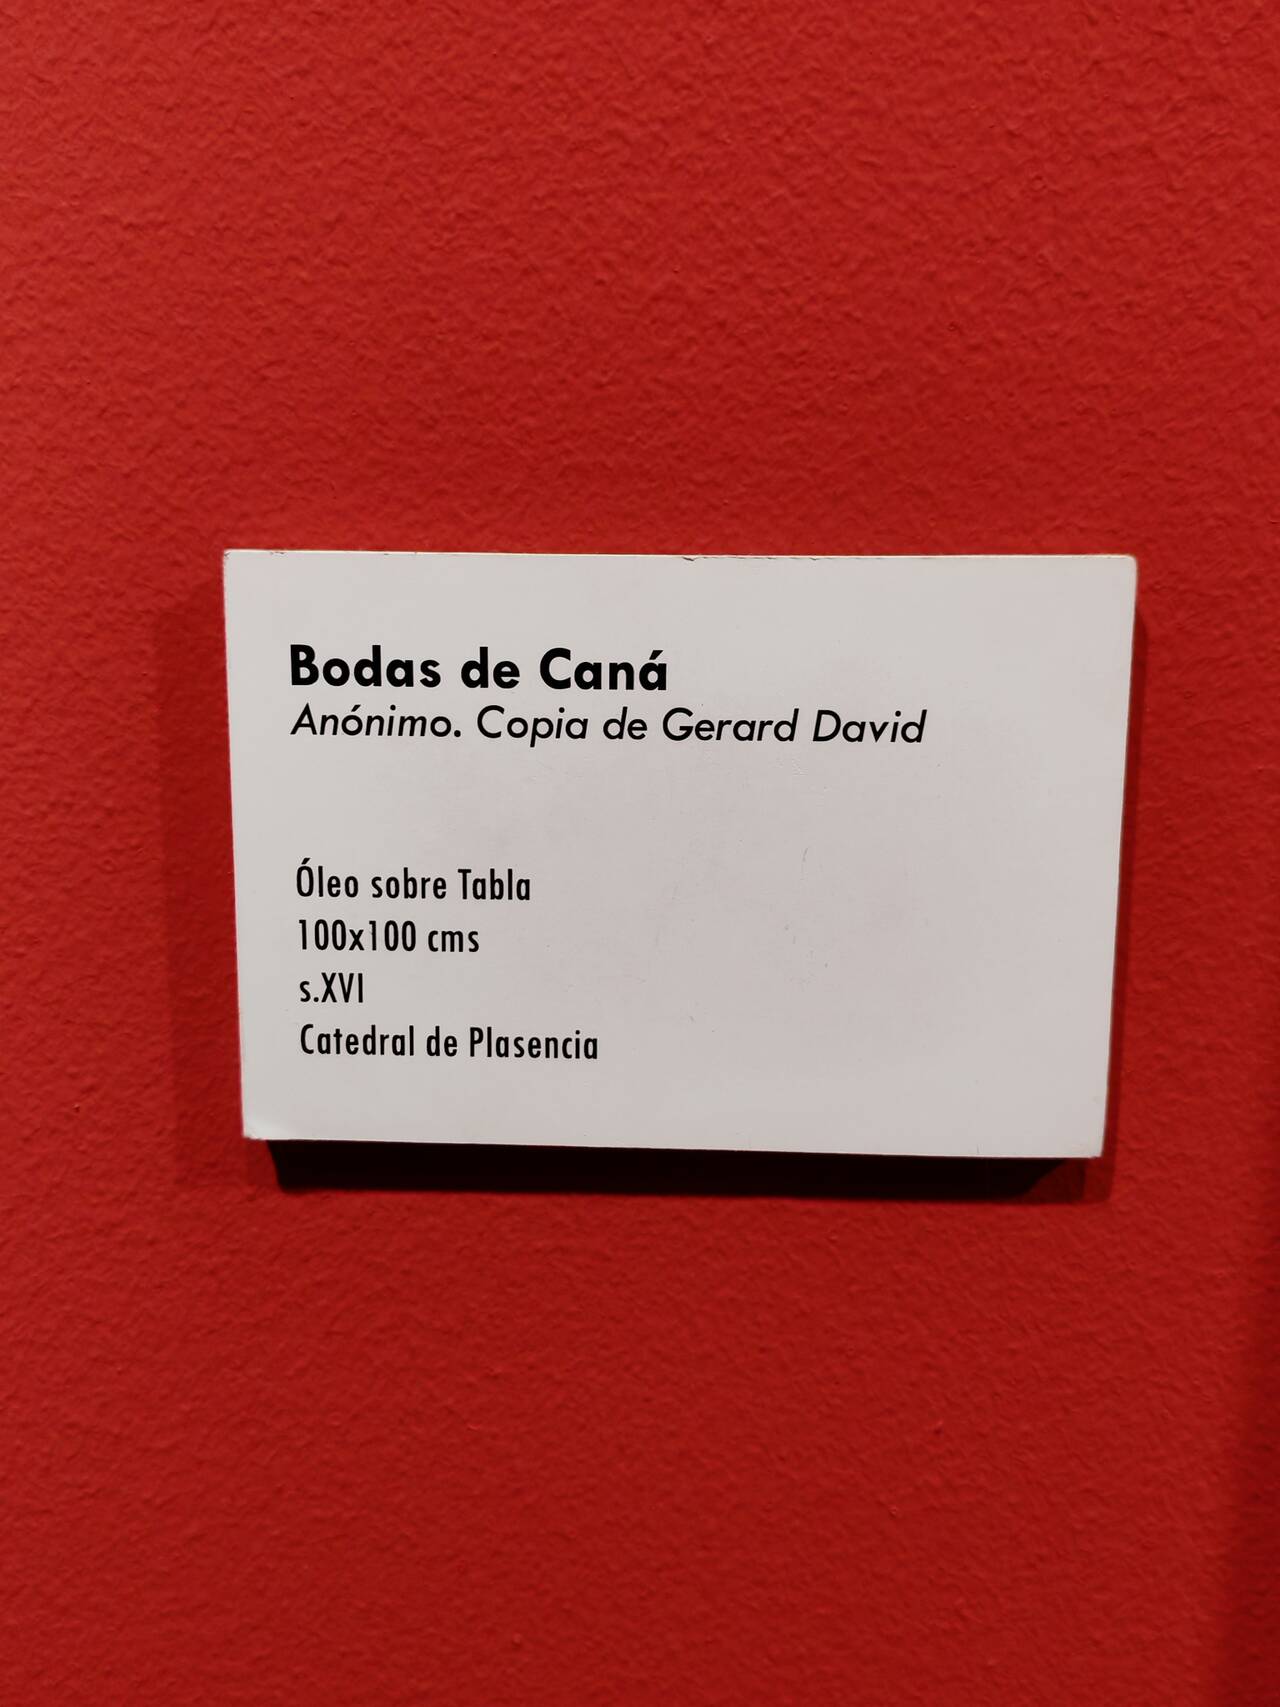 Bodas de Caná
Anónimo. Copia de Gerard David
Óleo sobre Tabla
100x100 cms
s.XVI
Catedral de Plasencia